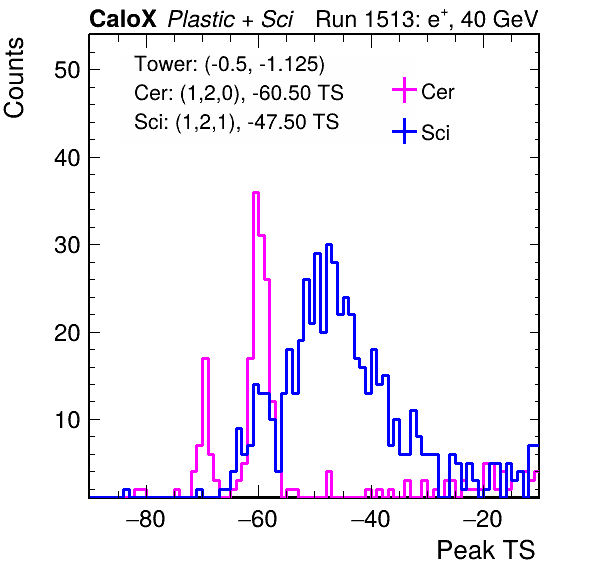 CaloX Plastic + Sci Run 1513: e⁺, 40 GeV
Tower: (-0.5, -1.125)
Cer: (1,2,0), -60.50 TS
Sci: (1,2,1), -47.50 TS
Cer
Sci
Counts
50
40
30
20
10
−80 −60 −40 −20
Peak TS